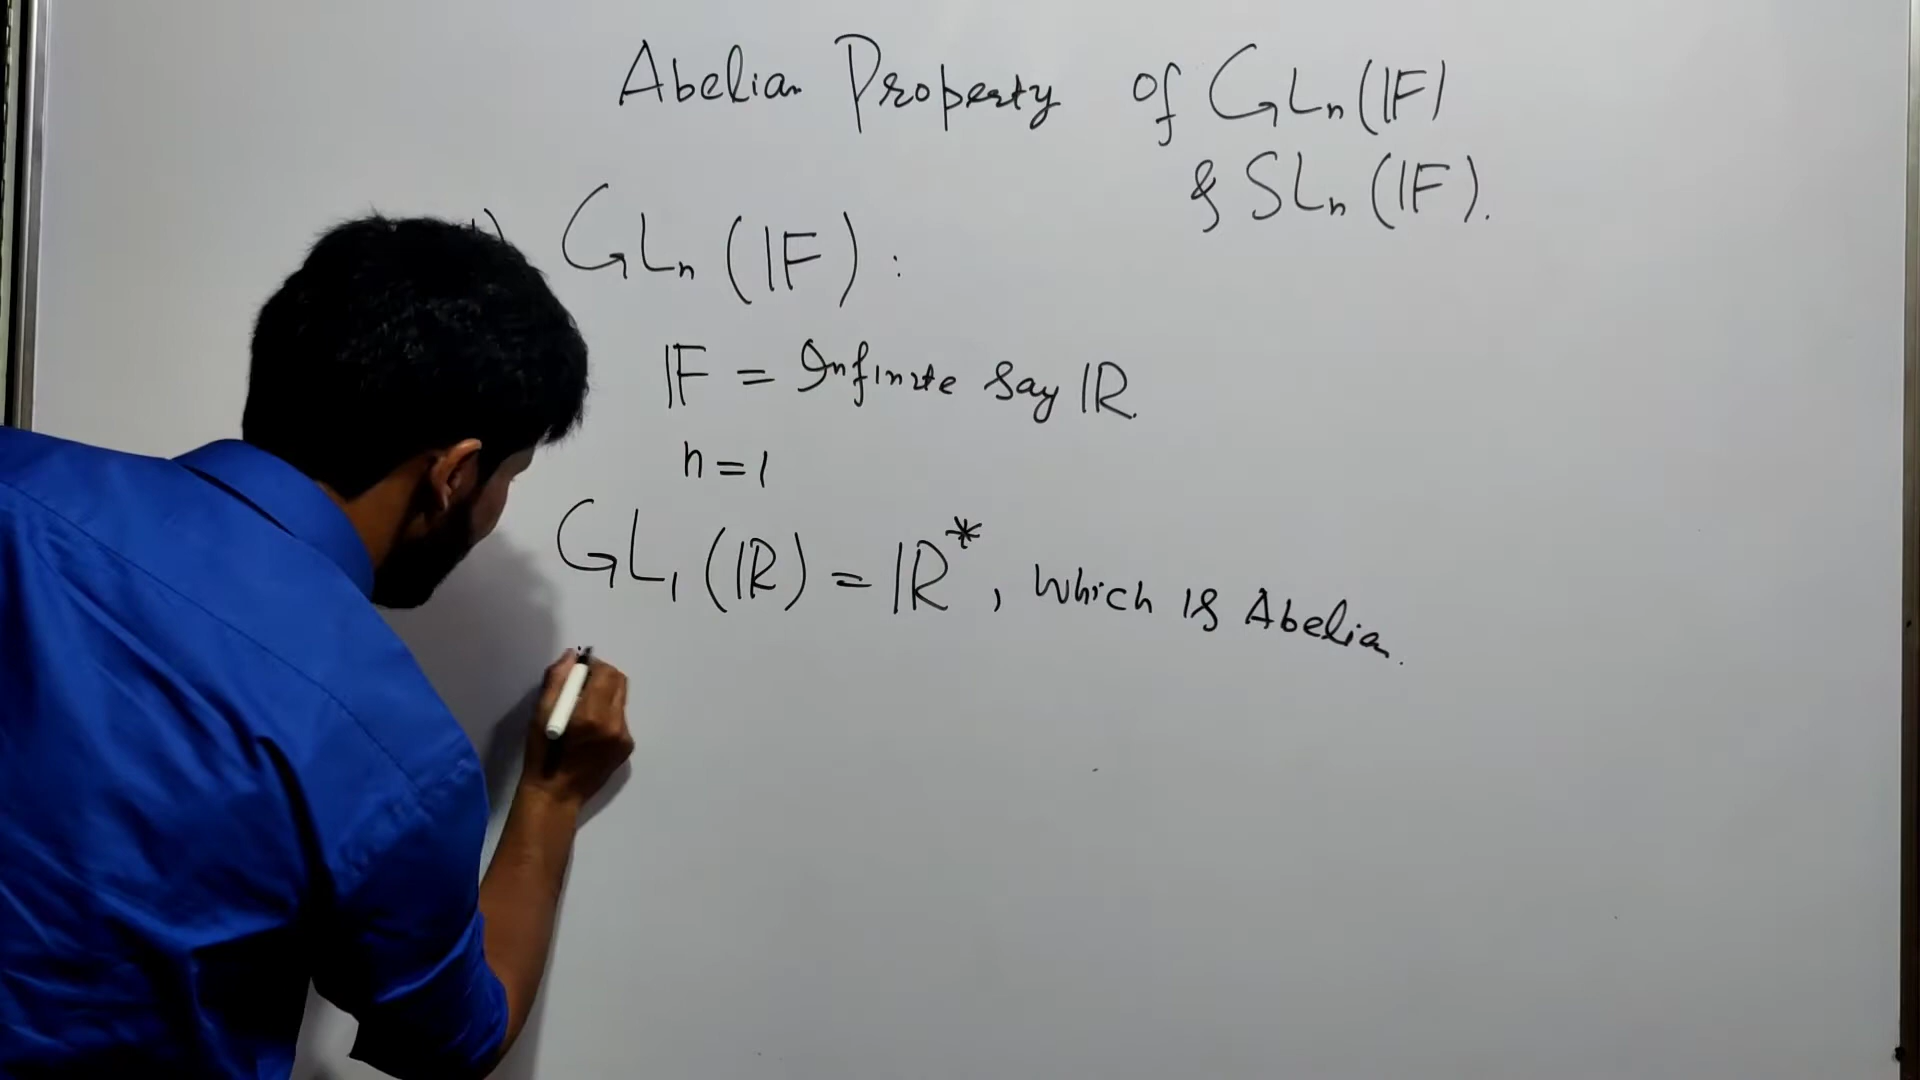 Abelian Property of GLn(IF)
& SLn (IF).
1) GLn (IF) :
IF = Infinite say IR.
n = 1
GL1 (IR) = IR*, which is Abelian.